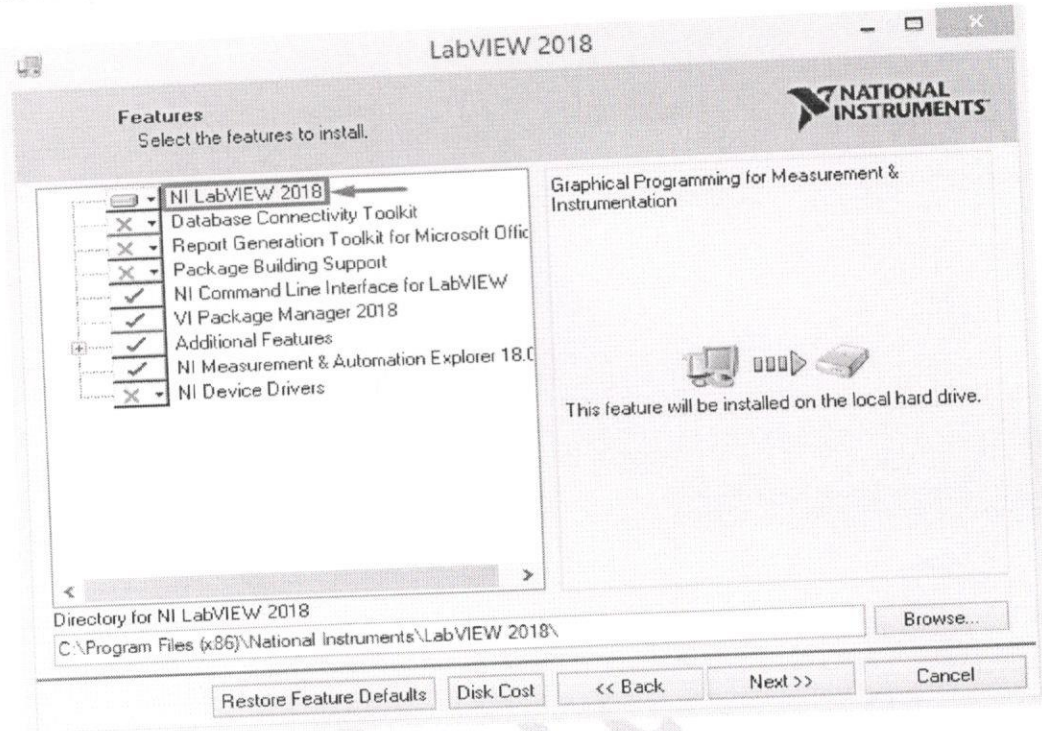 LabVIEW 2018
NATIONAL
INSTRUMENTS
Features
Select the features to install.
NI LabVIEW 2018
Database Connectivity Toolkit
Report Generation Toolkit for Microsoft Offic
Package Building Support
NI Command Line Interface for LabVIEW
VI Package Manager 2018
Additional Features
NI Measurement & Automation Explorer 18.0
NI Device Drivers
Graphical Programming for Measurement &
Instrumentation
This feature will be installed on the local hard drive.
Directory for NI LabVIEW 2018
C:\Program Files (x86)\National Instruments\LabVIEW 2018\
Browse...
Restore Feature Defaults
Disk Cost
<< Back
Next >>
Cancel